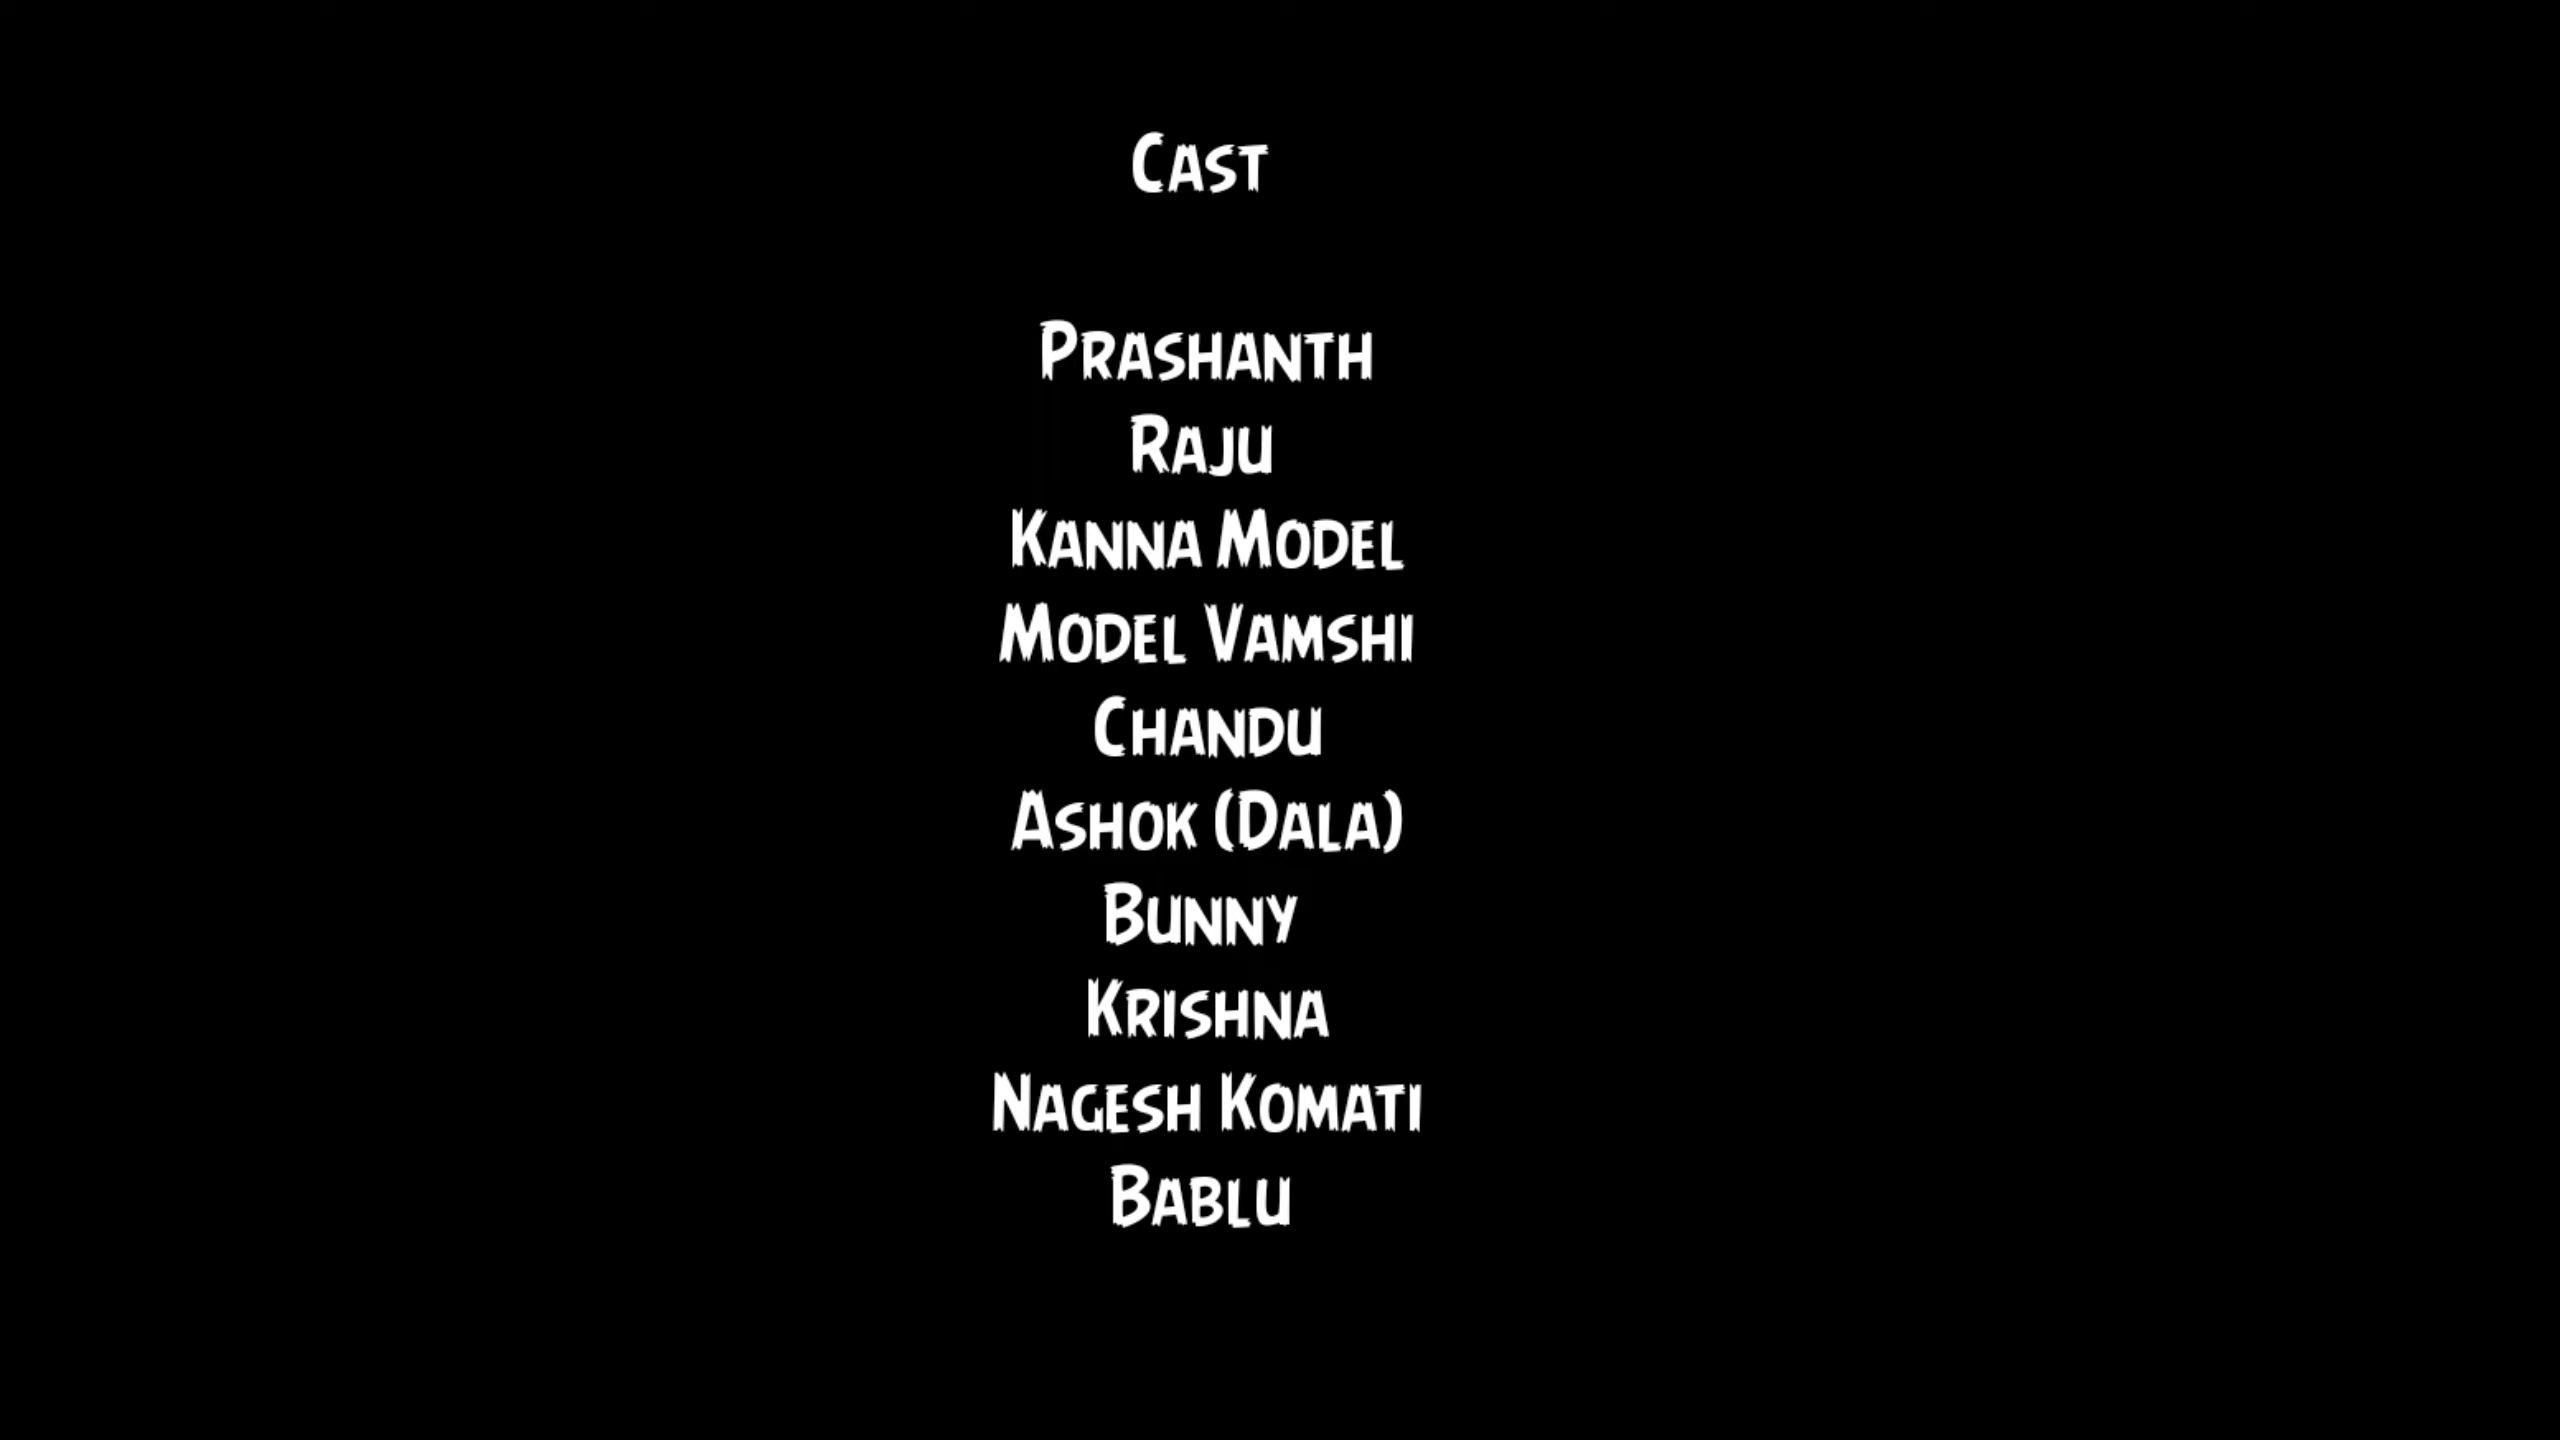 Cast
Prashanth
Raju
Kanna Model
Model Vamshi
Chandu
Ashok (Dala)
Bunny
Krishna
Nagesh Komati
Bablu